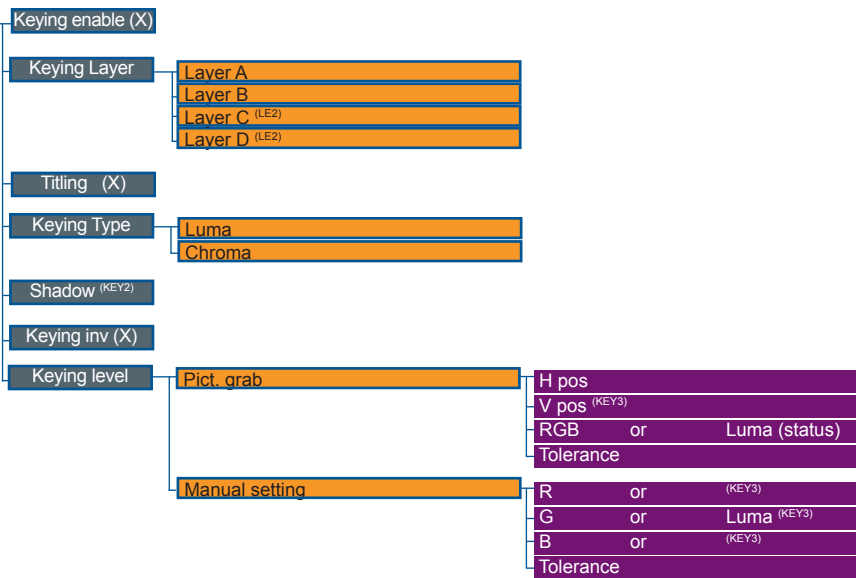 Keying enable (X)
Keying Layer
Layer A
Layer B
Layer C (LE2)
Layer D (LE2)
Titling (X)
Keying Type
Luma
Chroma
Shadow (KEY2)
Keying inv (X)
Keying level
Pict. grab
H pos
V pos (KEY3)
RGB or Luma (status)
Tolerance
Manual setting
R or (KEY3)
G or Luma (KEY3)
B or (KEY3)
Tolerance